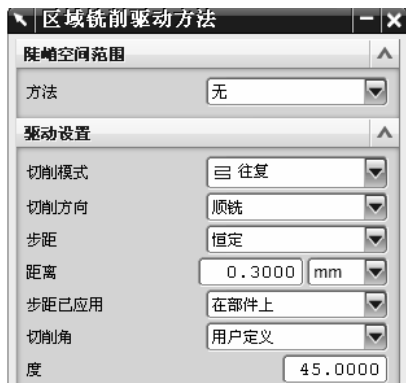 区域铣削驱动方法
陡峭空间范围
方法 无
驱动设置
切削模式 往复
切削方向 顺铣
步距 恒定
距离 0.3000 mm
步距已应用 在部件上
切削角 用户定义
度 45.0000